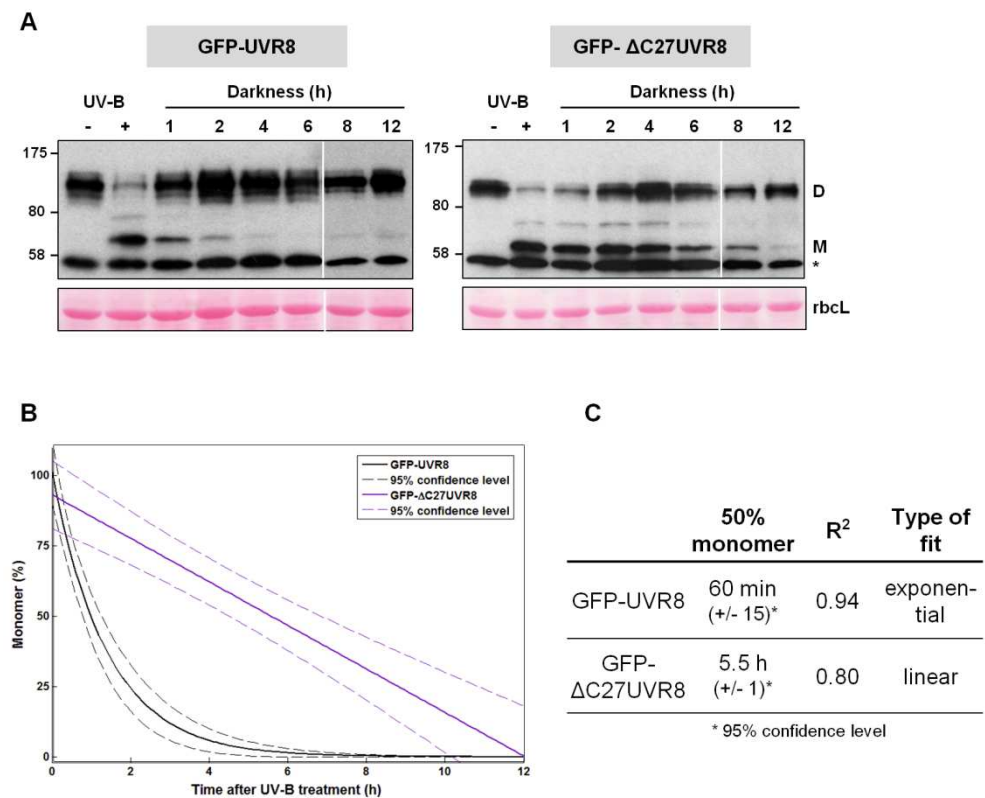 A
GFP-UVR8
GFP- ΔC27UVR8
UV-B
Darkness (h)
- + 1 2 4 6 8 12
UV-B
Darkness (h)
- + 1 2 4 6 8 12
175
80
58
175
80
58
D
M
*
rbcL
B
Monomer (%)
100
75
50
25
0
0 2 4 6 8 10 12
Time after UV-B treatment (h)
GFP-UVR8
95% confidence level
GFP-ΔC27UVR8
95% confidence level
C
50% monomer R² Type of fit
GFP-UVR8 60 min (+/- 15)* 0.94 exponen-tial
GFP-ΔC27UVR8 5.5 h (+/- 1)* 0.80 linear
* 95% confidence level